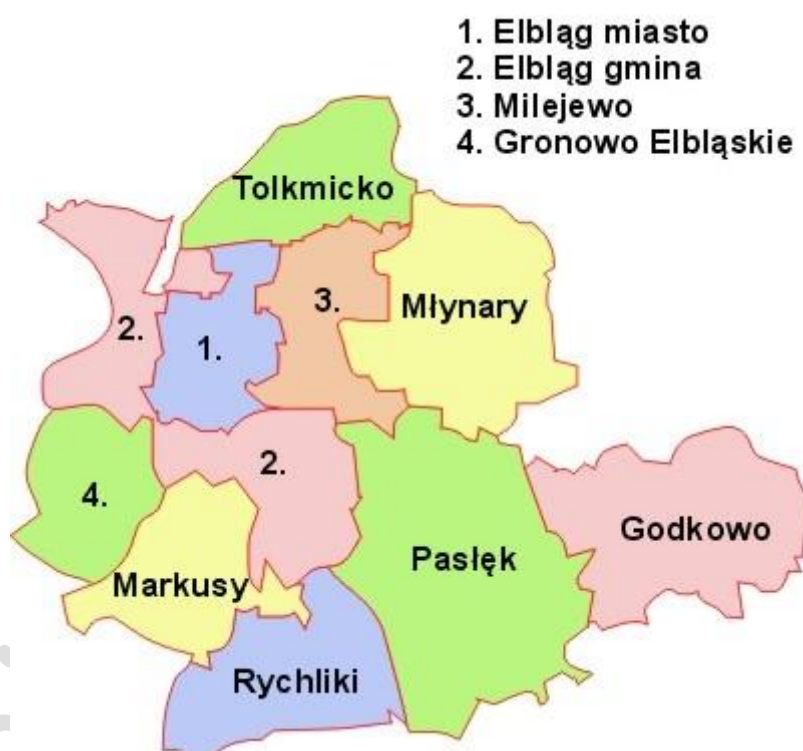 1. Elbląg miasto
2. Elbląg gmina
3. Milejewo
4. Gronowo Elbląskie
Tolkmicko
Młynary
2.
3.
1.
2.
4.
Godkowo
Pasłęk
Markusy
Rychliki